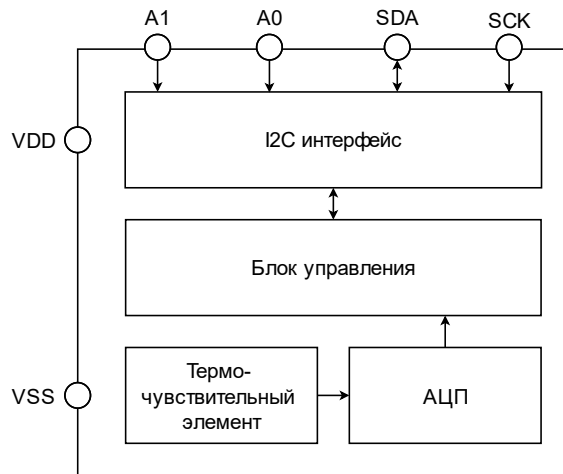 A1
A0
SDA
SCK
VDD
I2C интерфейс
Блок управления
VSS
Термо-
чувствительный
элемент
АЦП